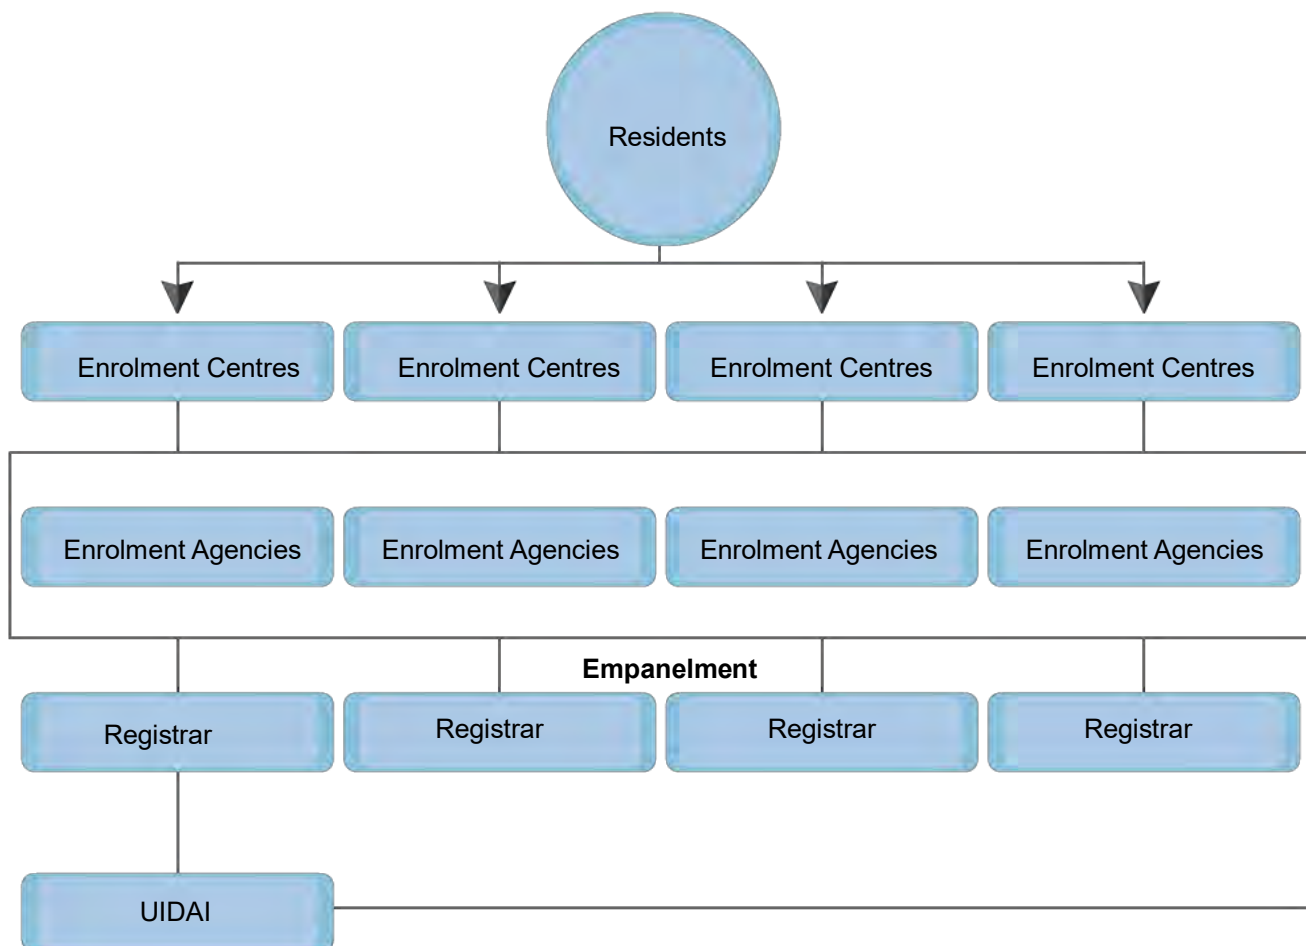 Residents
Enrolment Centres
Enrolment Centres
Enrolment Centres
Enrolment Centres
Enrolment Agencies
Enrolment Agencies
Enrolment Agencies
Enrolment Agencies
Empanelment
Registrar
Registrar
Registrar
Registrar
UIDAI